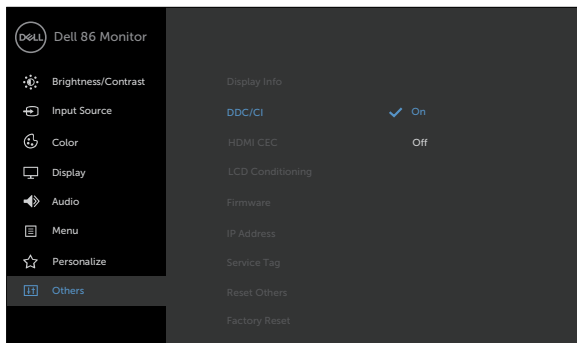 DELL Dell 86 Monitor
Brightness/Contrast Display Info
Input Source DDC/CI On
Color HDMI CEC Off
Display LCD Conditioning
Audio Firmware
Menu IP Address
Personalize Service Tag
Others Reset Others
Factory Reset